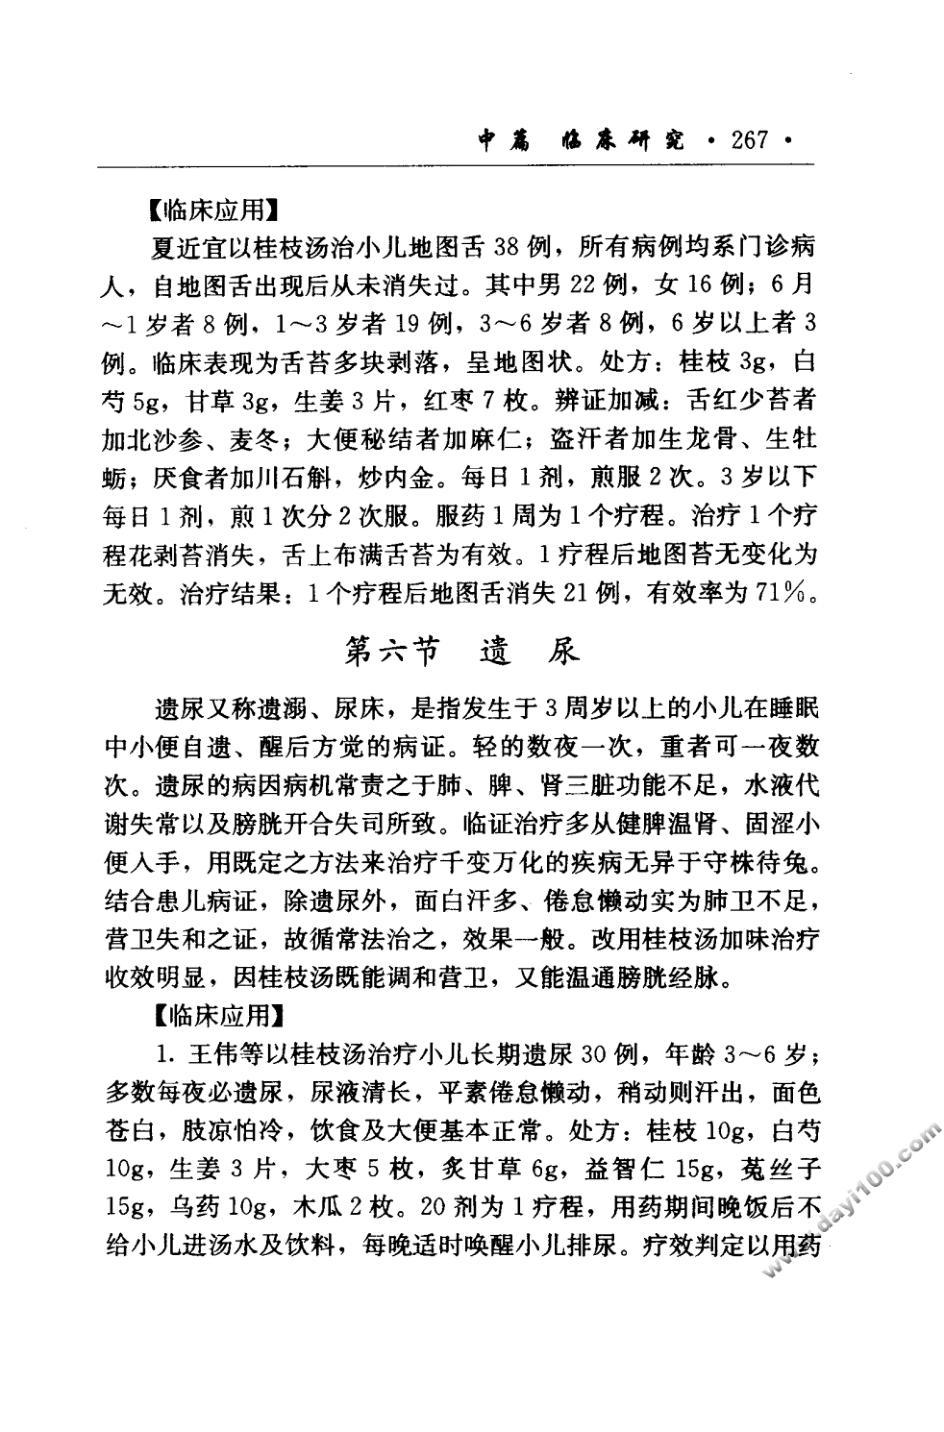 中篇 临床研究 · 267 ·
【临床应用】
夏近宜以桂枝汤治小儿地图舌 38 例，所有病例均系门诊病
人，自地图舌出现后从未消失过。其中男 22 例，女 16 例；6 月
～1 岁者 8 例，1～3 岁者 19 例，3～6 岁者 8 例，6 岁以上者 3
例。临床表现为舌苔多块剥落，呈地图状。处方：桂枝 3g，白
芍 5g，甘草 3g，生姜 3 片，红枣 7 枚。辨证加减：舌红少苔者
加北沙参、麦冬；大便秘结者加麻仁；盗汗者加生龙骨、生牡
蛎；厌食者加川石斛，炒内金。每日 1 剂，煎服 2 次。3 岁以下
每日 1 剂，煎 1 次分 2 次服。服药 1 周为 1 个疗程。治疗 1 个疗
程花剥苔消失，舌上布满舌苔为有效。1 疗程后地图苔无变化为
无效。治疗结果：1 个疗程后地图舌消失 21 例，有效率为 71%。
第六节 遗 尿
遗尿又称遗溺、尿床，是指发生于 3 周岁以上的小儿在睡眠
中小便自遗、醒后方觉的病证。轻的数夜一次，重者可一夜数
次。遗尿的病因病机常责之于肺、脾、肾三脏功能不足，水液代
谢失常以及膀胱开合失司所致。临证治疗多从健脾温肾、固涩小
便入手，用既定之方法来治疗千变万化的疾病无异于守株待兔。
结合患儿病证，除遗尿外，面白汗多、倦怠懒动实为肺卫不足，
营卫失和之证，故循常法治之，效果一般。改用桂枝汤加味治疗
收效明显，因桂枝汤既能调和营卫，又能温通膀胱经脉。
【临床应用】
1. 王伟等以桂枝汤治疗小儿长期遗尿 30 例，年龄 3～6 岁；
多数每夜必遗尿，尿液清长，平素倦怠懒动，稍动则汗出，面色
苍白，肢凉怕冷，饮食及大便基本正常。处方：桂枝 10g，白芍
10g，生姜 3 片，大枣 5 枚，炙甘草 6g，益智仁 15g，菟丝子
15g，乌药 10g，木瓜 2 枚。20 剂为 1 疗程，用药期间晚饭后不
给小儿进汤水及饮料，每晚适时唤醒小儿排尿。疗效判定以用药
www.dayi100.com